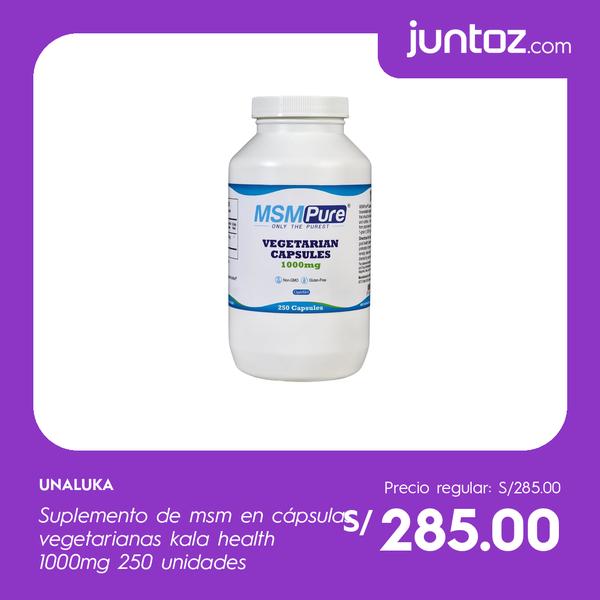 juntoz.com
MSMPure®
ONLY THE PUREST
VEGETARIAN
CAPSULES
1000mg
Non-GMO Gluten-Free
OptiMSM
250 Capsules
UNALUKA
Precio regular: S/285.00
Suplemento de msm en cápsulas
vegetarianas kala health
1000mg 250 unidades
S/ 285.00